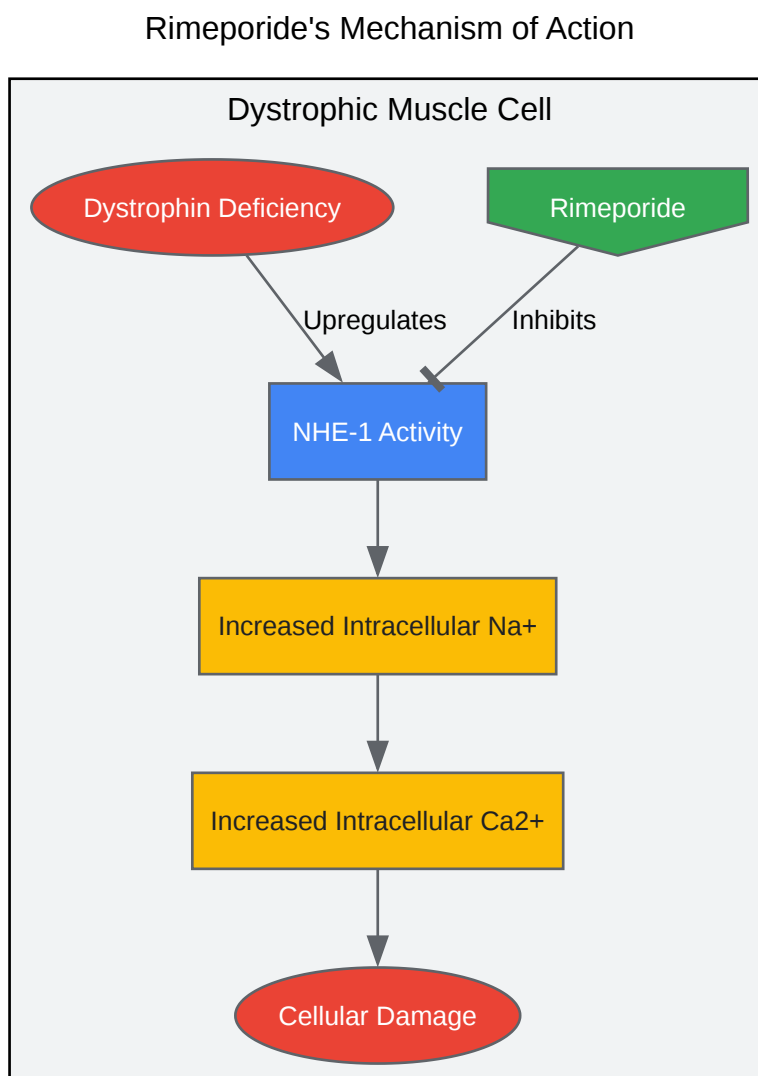 Rimeporide's Mechanism of Action
Dystrophic Muscle Cell
Dystrophin Deficiency
Rimeporide
Upregulates
Inhibits
NHE-1 Activity
Increased Intracellular Na+
Increased Intracellular Ca2+
Cellular Damage